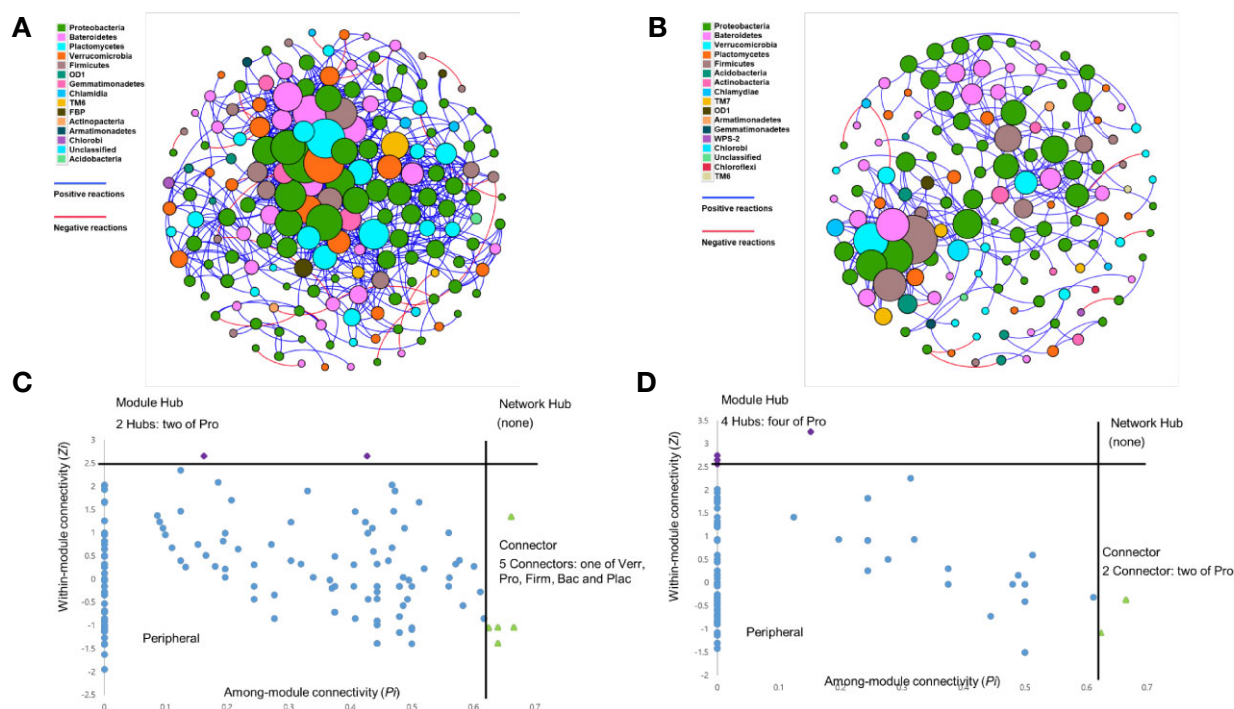 A
Proteobacteria
Bateroidetes
Plactomycetes
Verrucomicrobia
Firmicutes
OD1
Gemmatimonadetes
Chlamidia
TM6
FBP
Actinopacteria
Armatimonadetes
Chlorobi
Unclassified
Acidobacteria
Positive reactions
Negative reactions
B
Proteobacteria
Bateroidetes
Verrucomicrobia
Plactomycetes
Firmicutes
Acidobacteria
Actinobacteria
Chlamydiae
TM7
OD1
Armatimonadetes
Gemmatimonadetes
WPS-2
Chlorobi
Unclassified
Chloroflexi
TM6
Positive reactions
Negative reactions
C
Module Hub
2 Hubs: two of Pro
Network Hub
(none)
Within-module connectivity (Zi)
3
2.5
2
1.5
1
0.5
0
-0.5
-1
-1.5
-2
-2.5
Connector
5 Connectors: one of Verr,
Pro, Firm, Bac and Plac
Peripheral
Among-module connectivity (Pi)
0 0.1 0.2 0.3 0.4 0.5 0.6 0.7
D
Module Hub
4 Hubs: four of Pro
Network Hub
(none)
Within-module connectivity (Zi)
3.5
3
2.5
2
1.5
1
0.5
0
-0.5
-1
-1.5
-2
Connector
2 Connector: two of Pro
Peripheral
Among-module connectivity (Pi)
0 0.1 0.2 0.3 0.4 0.5 0.6 0.7